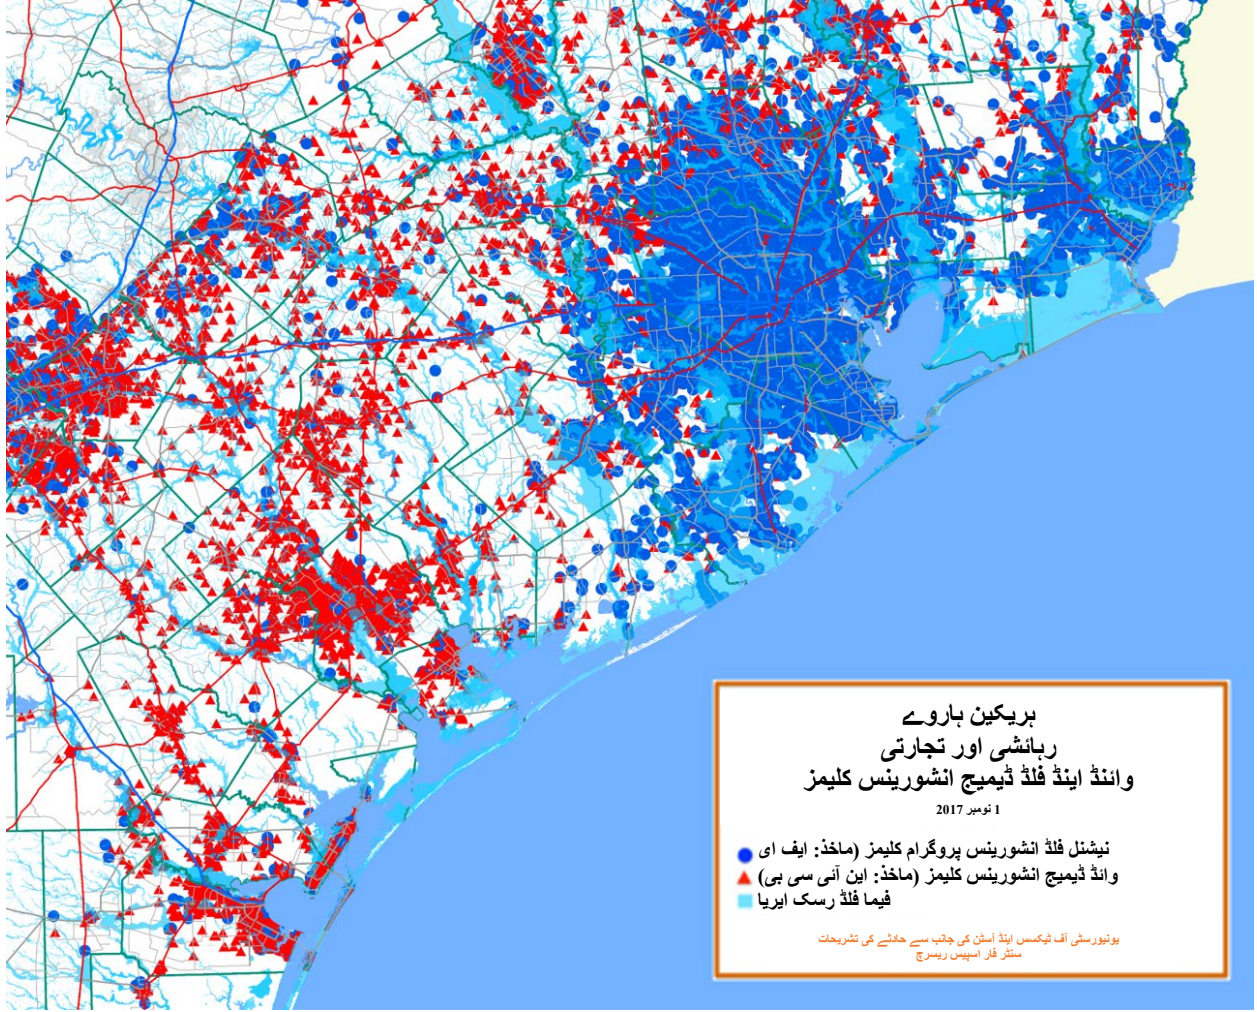 ہریکین ہاروے
رہائشی اور تجارتی
وائنڈ اینڈ فلڈ ڈیمیج انشورینس کلیمز
1 نومبر 2017
نیشنل فلڈ انشورینس پروگرام کلیمز (ماخذ: ایف ای
وائڈ ڈیمیج انشورینس کلیمز (ماخذ: این آئی سی بی)
فیما فلڈ رسک ایریا
یونیورسٹی آف ٹیکسس اینڈ آسٹن کی جانب سے حادثے کی تشریحات
سنٹر فار اسپیس ریسرچ